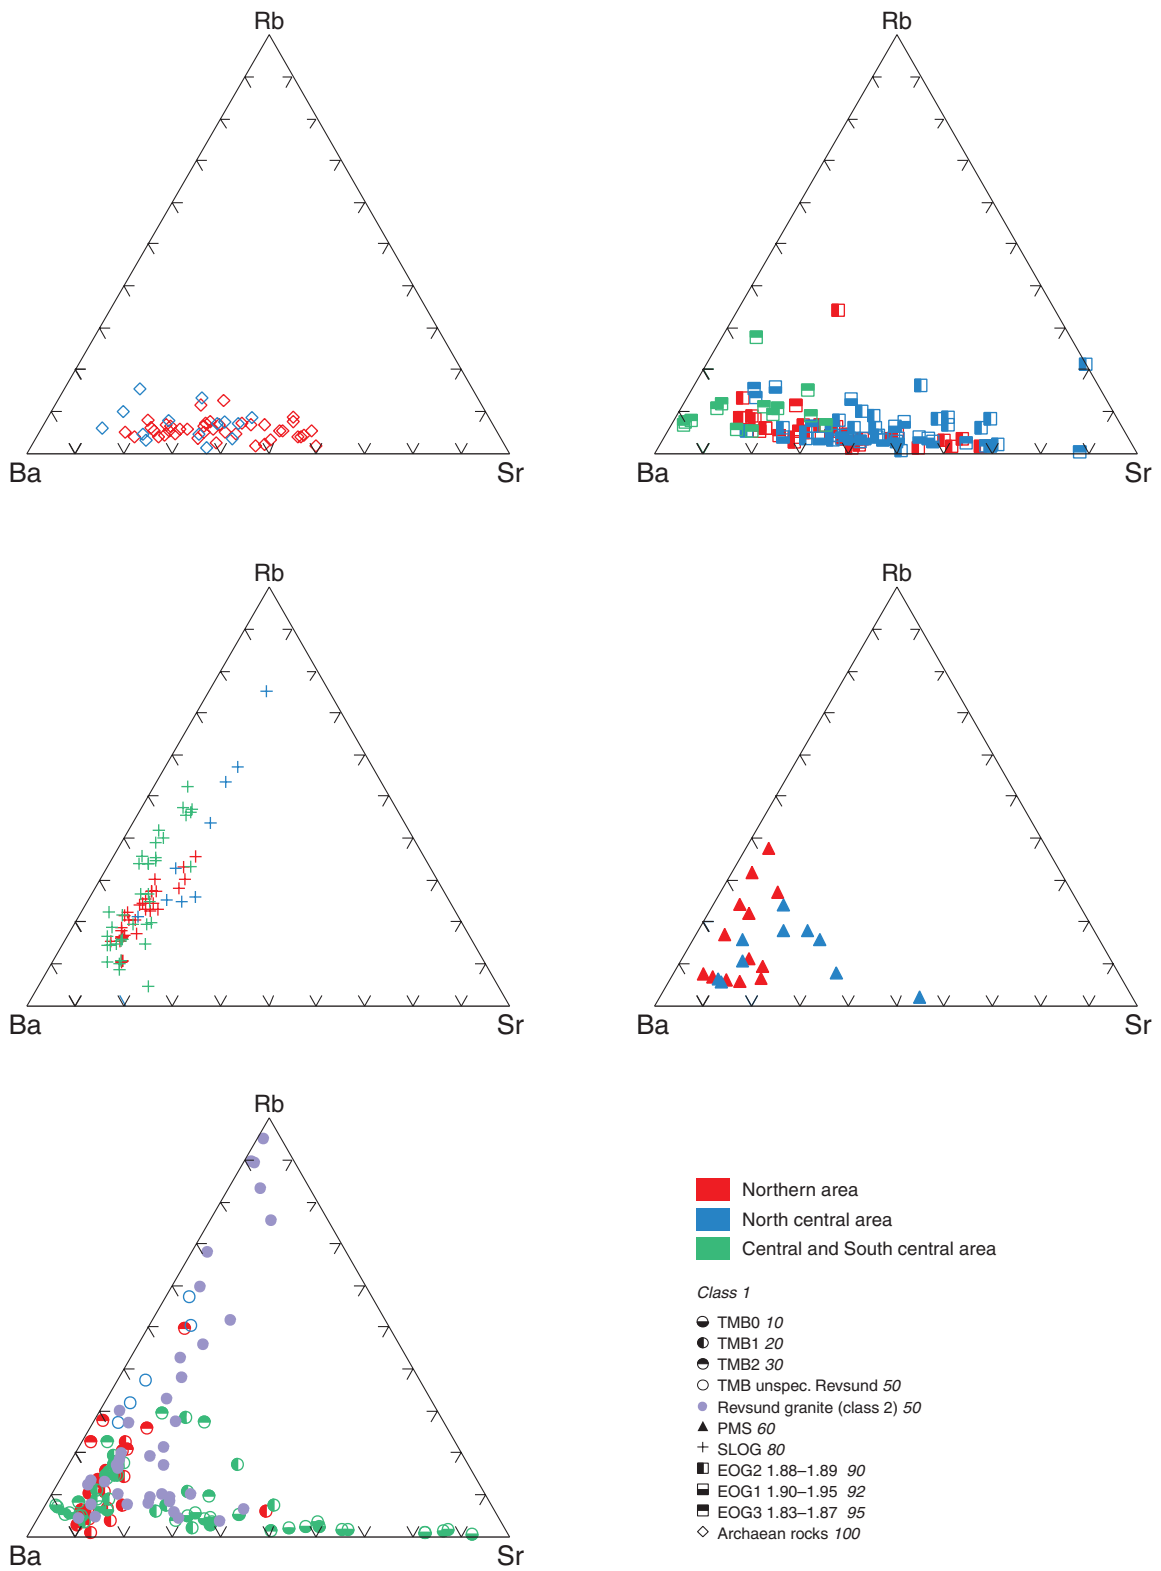 Rb
Rb
Ba
Sr
Ba
Sr
Rb
Rb
Ba
Sr
Ba
Sr
Rb
Ba
Sr
Northern area
North central area
Central and South central area
Class 1
TMB0 10
TMB1 20
TMB2 30
TMB unspec. Revsund 50
Revsund granite (class 2) 50
PMS 60
SLOG 80
EOG2 1.88–1.89 90
EOG1 1.90–1.95 92
EOG3 1.83–1.87 95
Archaean rocks 100